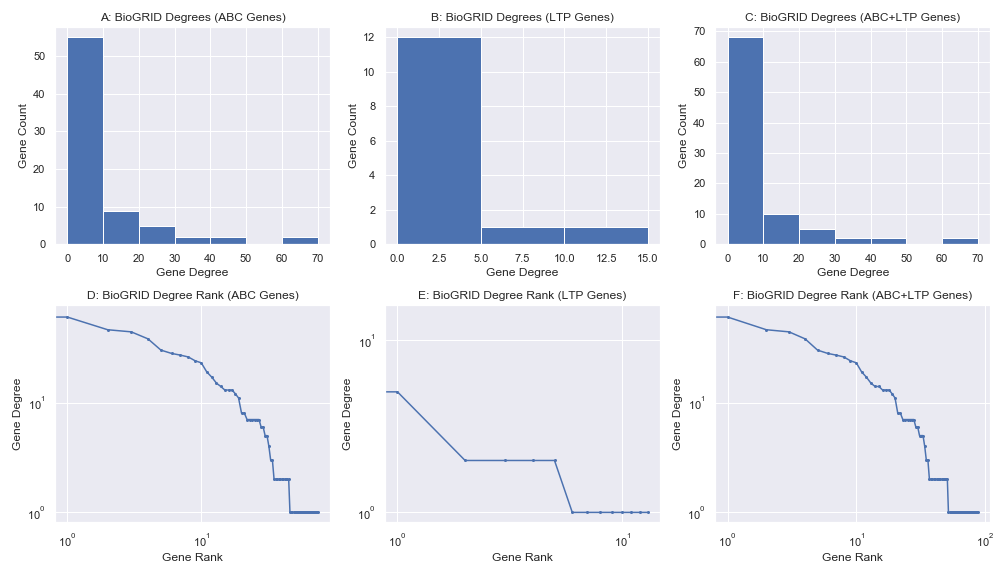 A: BioGRID Degrees (ABC Genes)
Gene Count
0
10
20
30
40
50
0 10 20 30 40 50 60 70
Gene Degree
B: BioGRID Degrees (LTP Genes)
Gene Count
0
2
4
6
8
10
12
0.0 2.5 5.0 7.5 10.0 12.5 15.0
Gene Degree
C: BioGRID Degrees (ABC+LTP Genes)
Gene Count
0
10
20
30
40
50
60
70
0 10 20 30 40 50 60 70
Gene Degree
D: BioGRID Degree Rank (ABC Genes)
Gene Degree
10¹
10⁰
10⁰ 10¹
Gene Rank
E: BioGRID Degree Rank (LTP Genes)
Gene Degree
10¹
10⁰
10⁰ 10¹
Gene Rank
F: BioGRID Degree Rank (ABC+LTP Genes)
Gene Degree
10¹
10⁰
10⁰ 10¹ 10²
Gene Rank